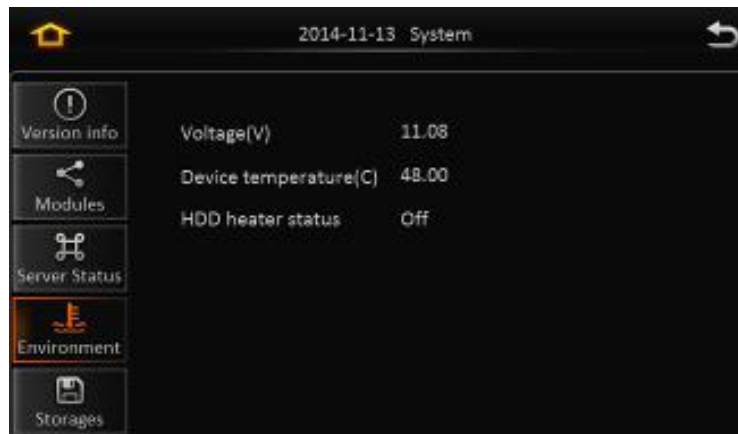 2014-11-13 System
Version info
Modules
Server Status
Environment
Storages
Voltage(V) 11.08
Device temperature(C) 48.00
HDD heater status Off